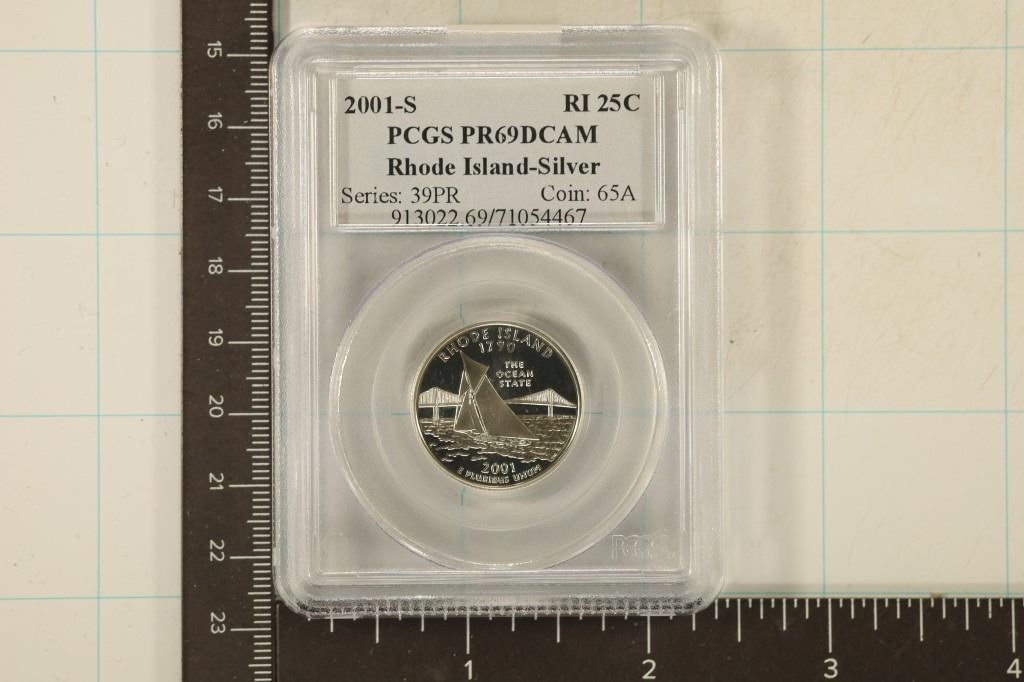 2001-S RI 25C
PCGS PR69DCAM
Rhode Island-Silver
Series: 39PR Coin: 65A
913022.69/71054467
RHODE ISLAND
1790
THE
OCEAN
STATE
2001
E PLURIBUS UNUM
PCGS
15
16
17
18
19
20
21
22
23
1 2 3 4